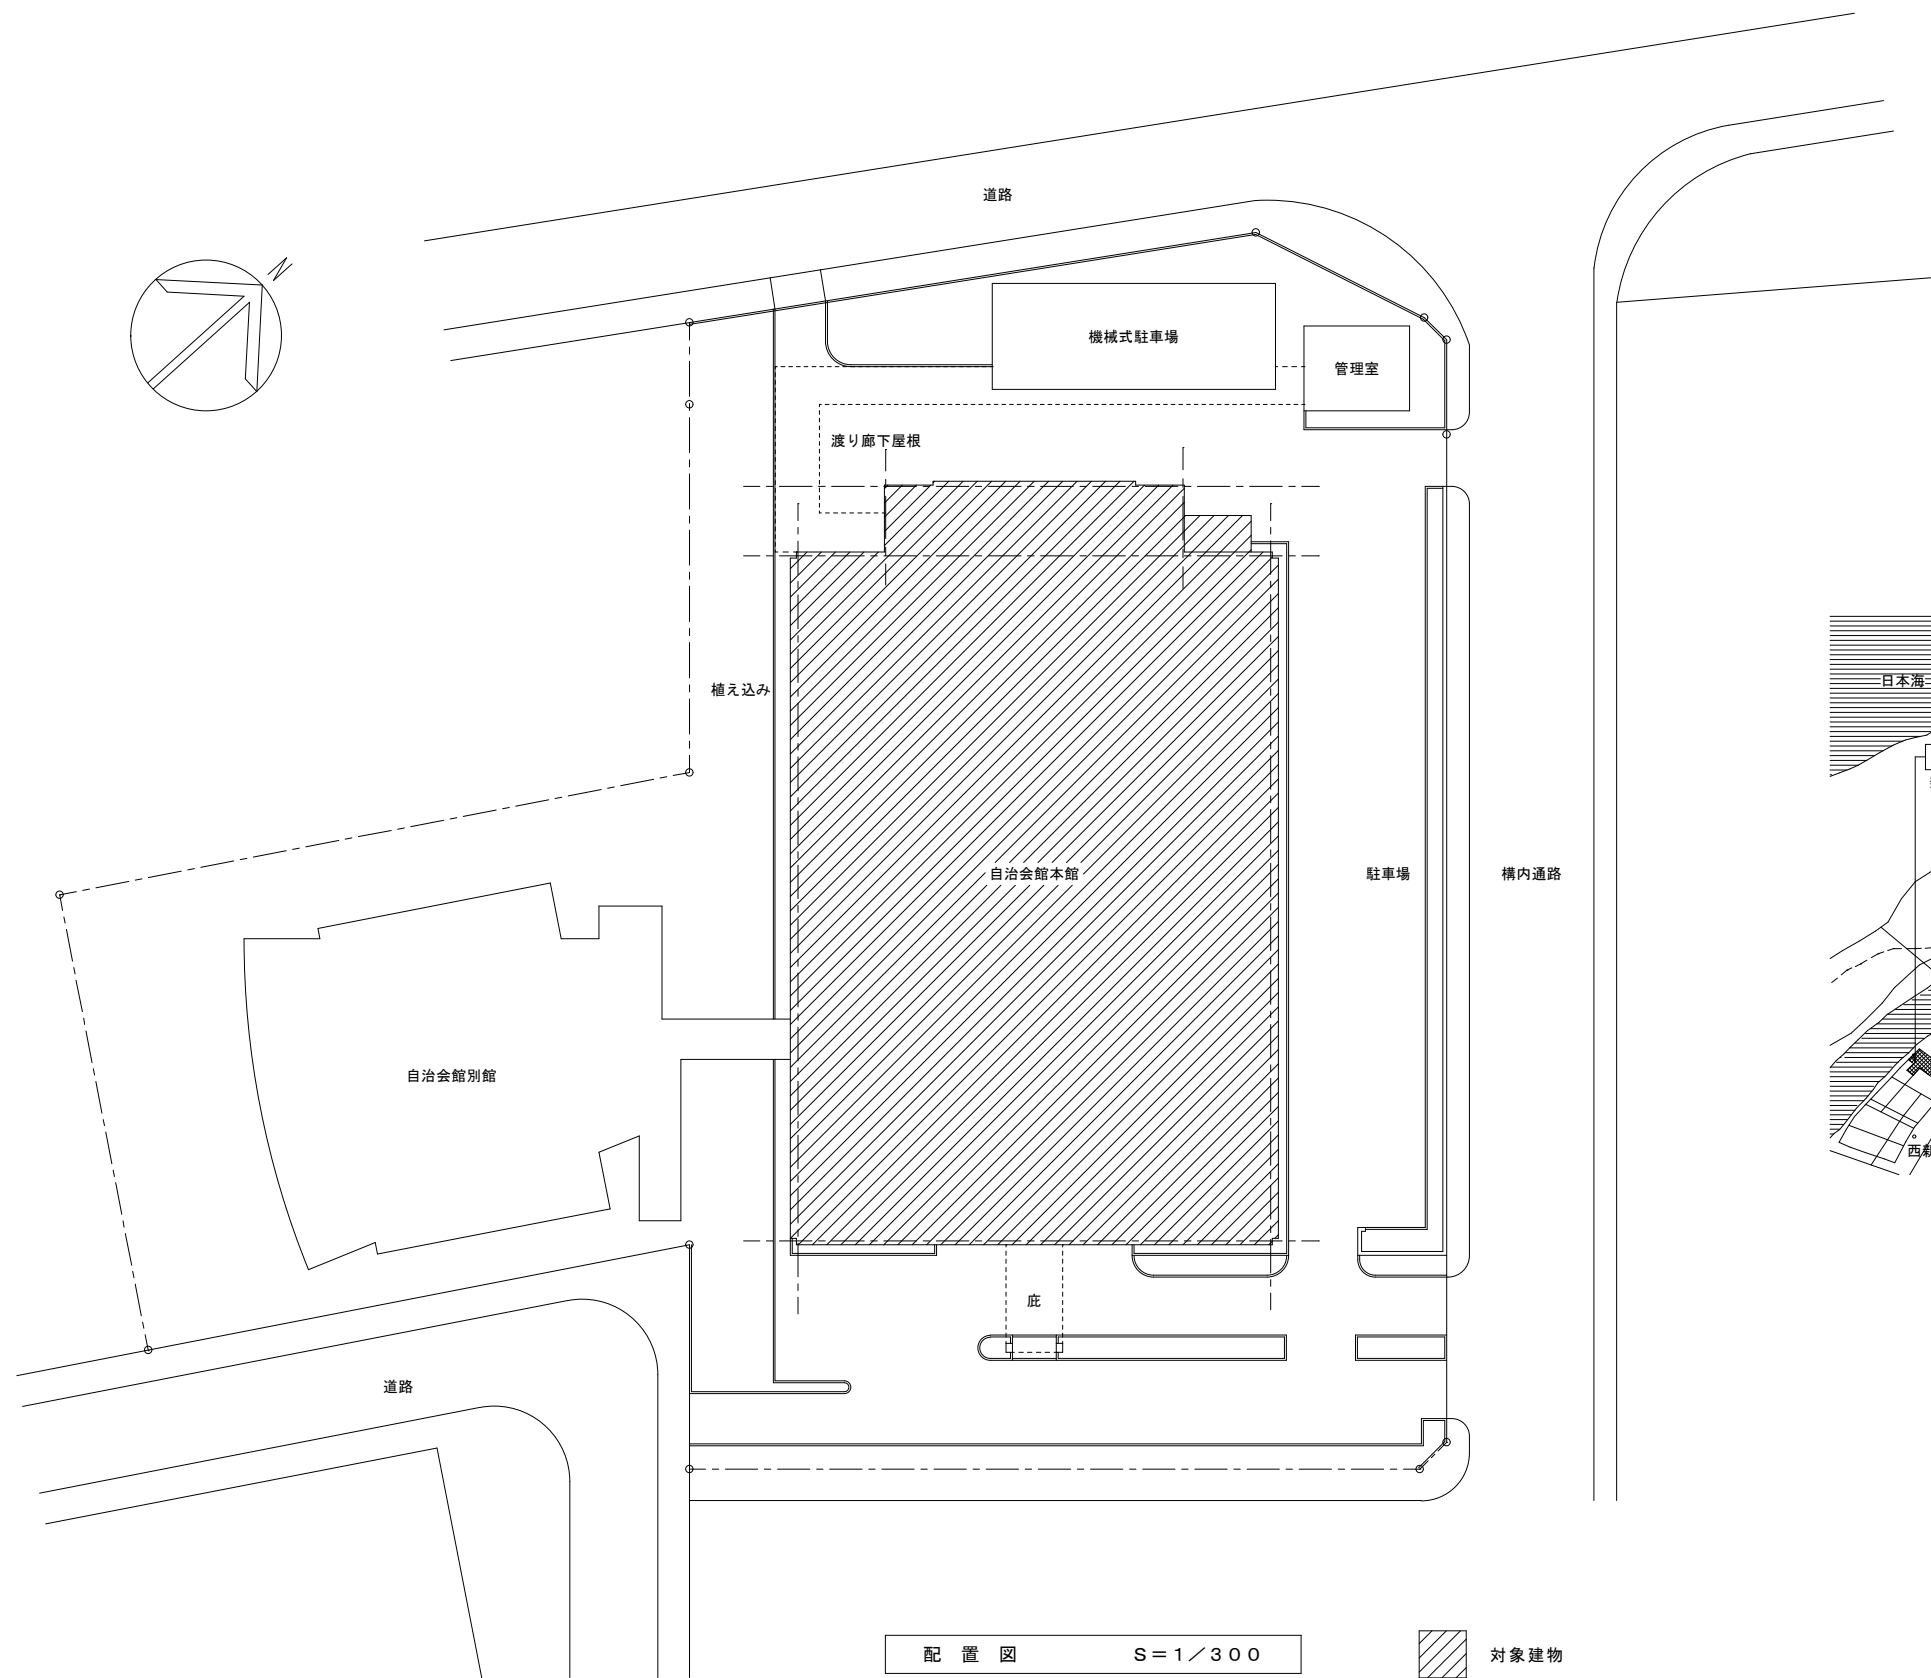 道路
N
機械式駐車場
管理室
渡り廊下屋根
植え込み
日本海
自治会館本館
駐車場
構内通路
自治会館別館
西新
庇
道路
配置図 S=1/300
対象建物